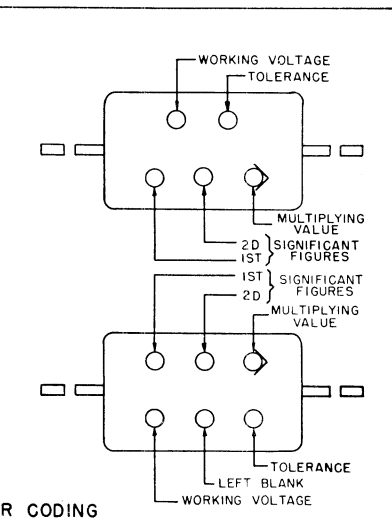 WORKING VOLTAGE
TOLERANCE
MULTIPLYING
VALUE
2D
1ST
SIGNIFICANT
FIGURES
1ST
2D
SIGNIFICANT
FIGURES
MULTIPLYING
VALUE
TOLERANCE
LEFT BLANK
WORKING VOLTAGE
R CODING